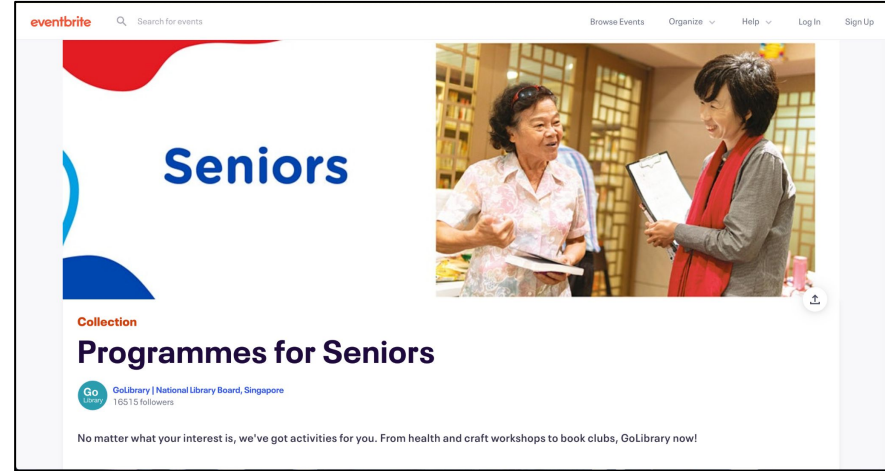 eventbrite
Search for events
Browse Events
Organize
Help
Log In
Sign Up
Seniors
Collection
Programmes for Seniors
Go
Library
GoLibrary | National Library Board, Singapore
16515 followers
No matter what your interest is, we've got activities for you. From health and craft workshops to book clubs, GoLibrary now!